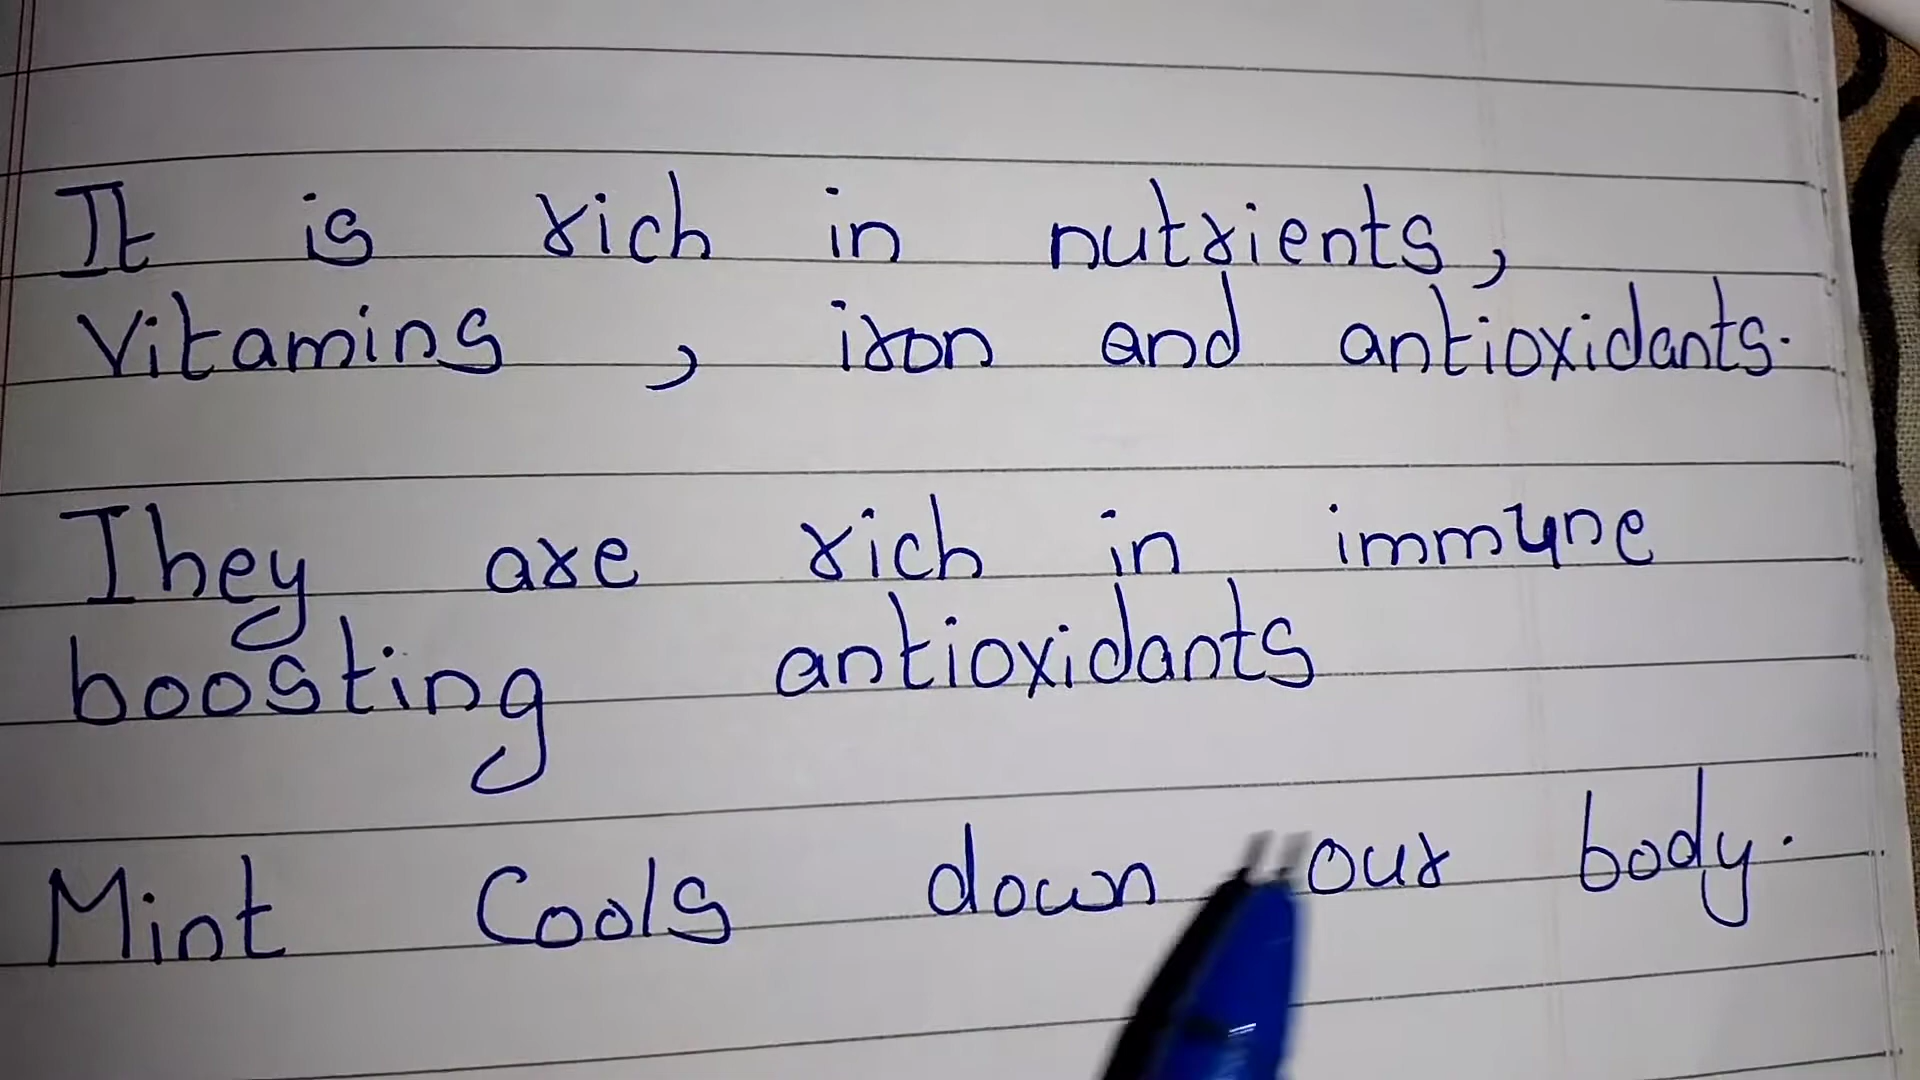 It is rich in nutrients,
Vitamins , iron and antioxidants.
They are rich in immune
boosting antioxidants
Mint Cools down our body.